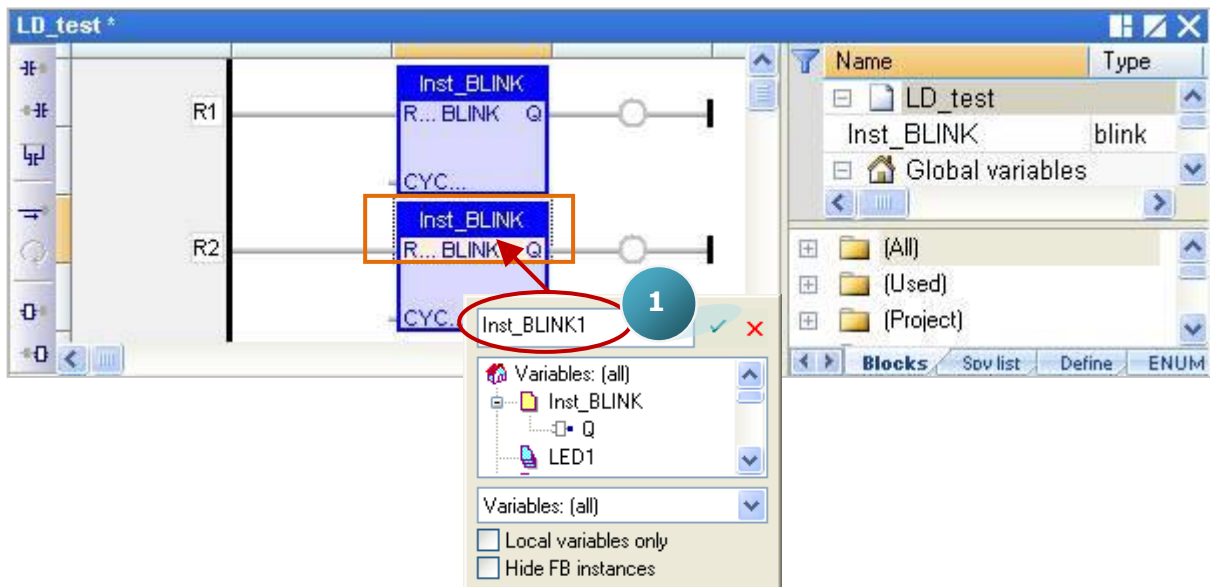 LD_test *
Name Type
LD_test
Inst_BLINK blink
Global variables
R1
Inst_BLINK
R... BLINK Q
CYC...
R2
Inst_BLINK
R... BLINK Q
CYC...
(All)
(Used)
(Project)
Blocks Spy list Define ENUM
1
Inst_BLINK1
Variables: (all)
Inst_BLINK
Q
LED1
Variables: (all)
Local variables only
Hide FB instances